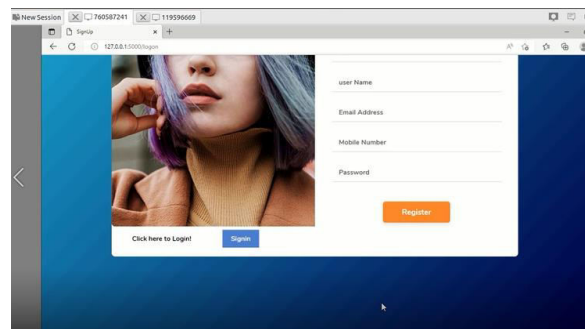 New Session
760587241
119596669
SignUp
127.0.0.1:5000/logon
user Name
Email Address
Mobile Number
Password
Register
Click here to Login!
Signin